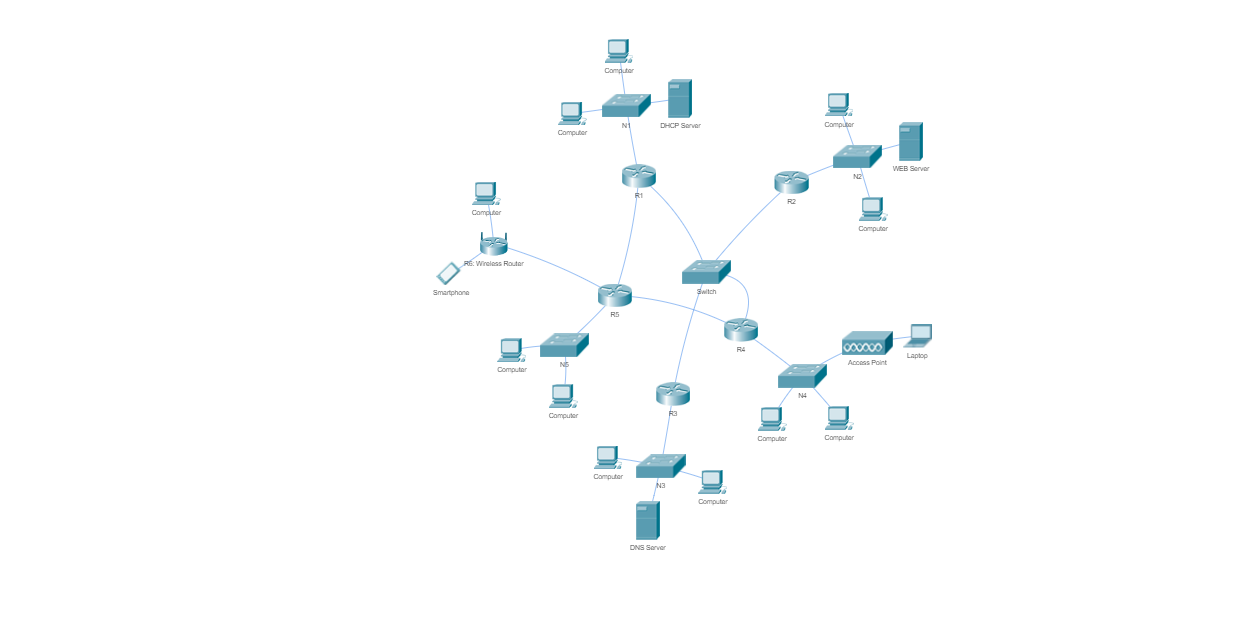 Computer
Computer
N1
DHCP Server
Computer
N2
WEB Server
R1
R2
Computer
Computer
R6: Wireless Router
Smartphone
Switch
R5
R4
Access Point
Laptop
Computer
N5
N4
Computer
R3
Computer
Computer
Computer
N3
Computer
DNS Server